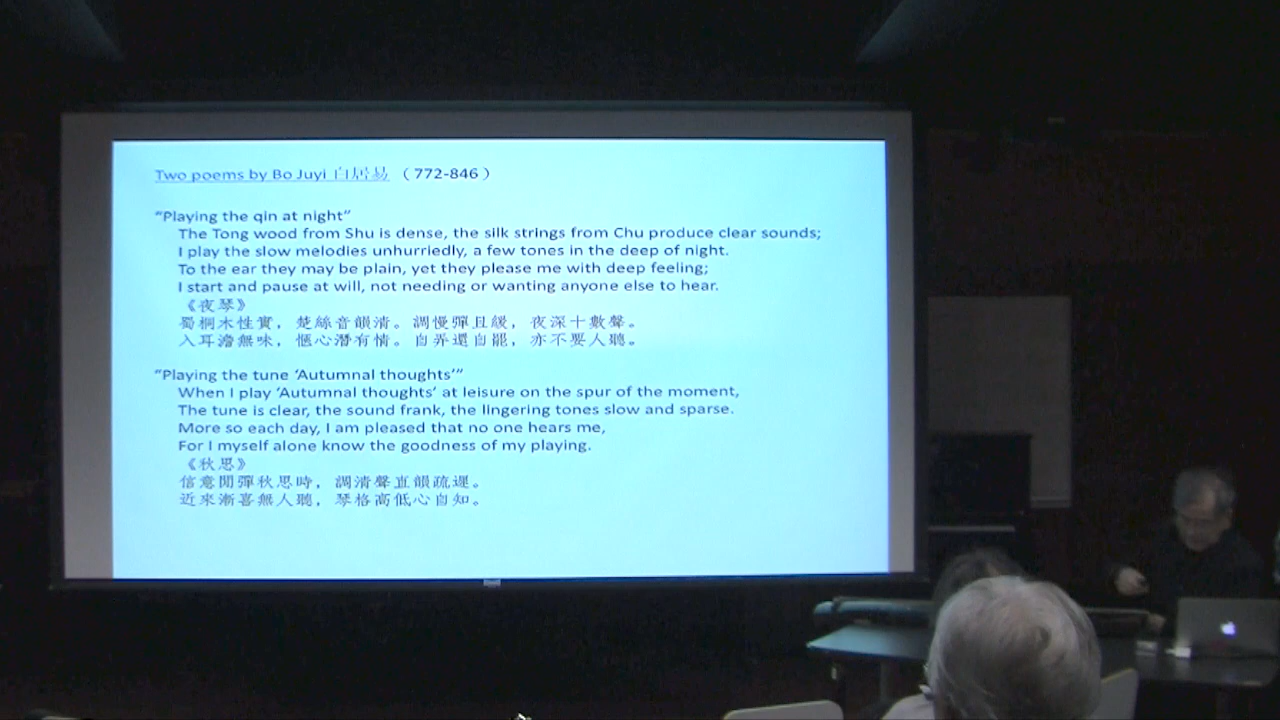 Two poems by Bo Juyi 白居易 （772-846）
“Playing the qin at night”
The Tong wood from Shu is dense, the silk strings from Chu produce clear sounds;
I play the slow melodies unhurriedly, a few tones in the deep of night.
To the ear they may be plain, yet they please me with deep feeling;
I start and pause at will, not needing or wanting anyone else to hear.
《夜琴》
蜀桐木性實，楚絲音韻清。調慢彈且緩，夜深十數聲。
入耳澹無味，愜心潛有情。自弄還自罷，亦不要人聽。
“Playing the tune ‘Autumnal thoughts’”
When I play ‘Autumnal thoughts’ at leisure on the spur of the moment,
The tune is clear, the sound frank, the lingering tones slow and sparse.
More so each day, I am pleased that no one hears me,
For I myself alone know the goodness of my playing.
《秋思》
信意閒彈秋思時，調清聲直韻疏遲。
近來漸喜無人聽，琴格高低心自知。